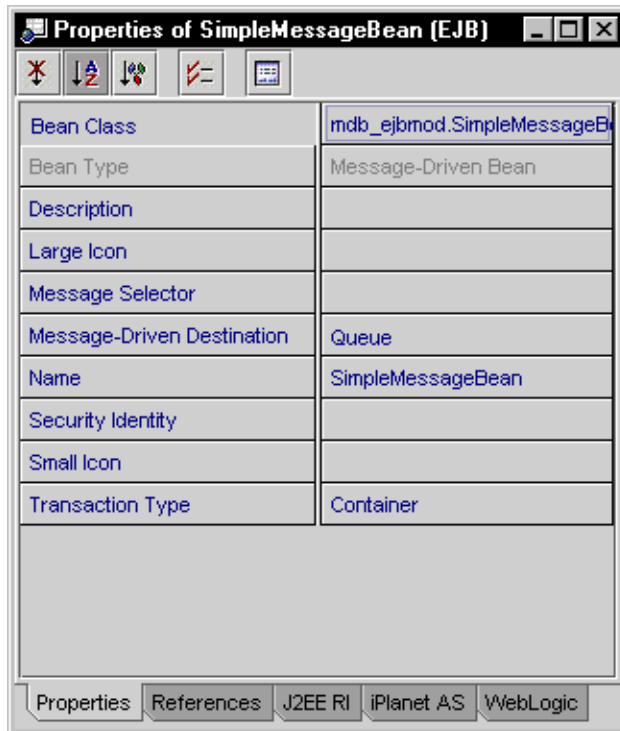 Properties of SimpleMessageBean (EJB)
Bean Class mdb_ejbmod.SimpleMessageB
Bean Type Message-Driven Bean
Description
Large Icon
Message Selector
Message-Driven Destination Queue
Name SimpleMessageBean
Security Identity
Small Icon
Transaction Type Container
Properties References J2EE RI iPlanet AS WebLogic